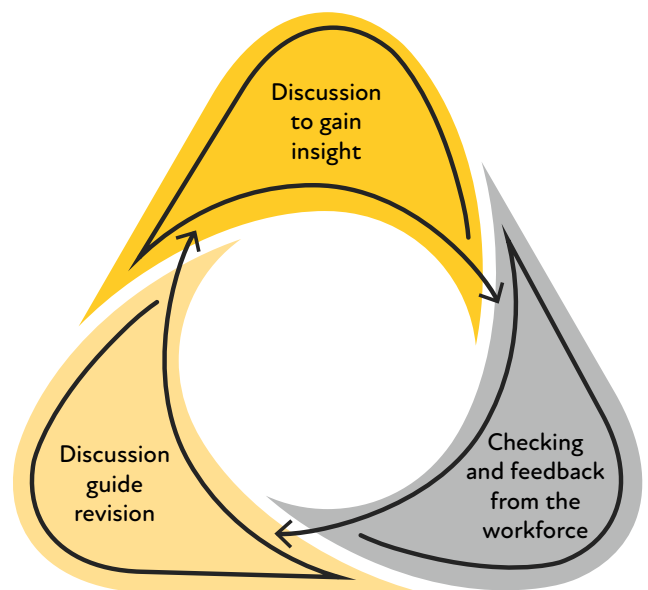 Discussion
to gain
insight
Checking
and feedback
from the
workforce
Discussion
guide
revision